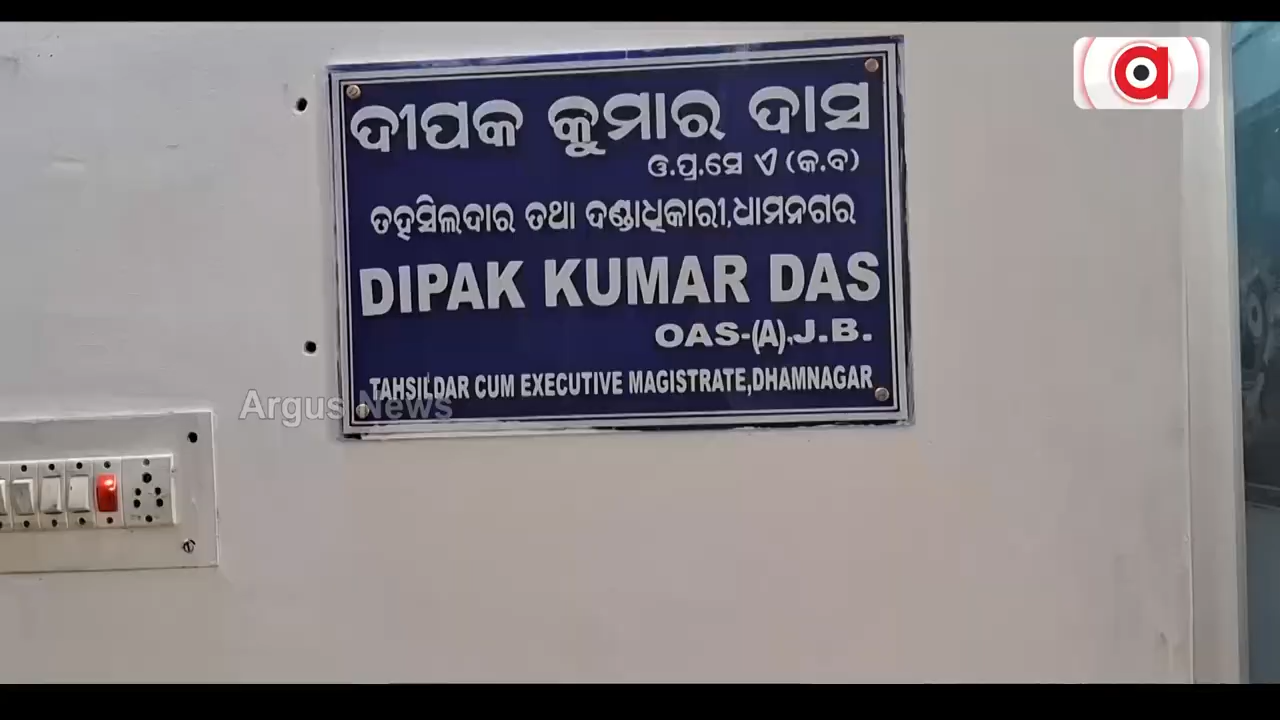 ଦୀପକ କୁମାର ଦାସ
ଓ.ପ୍ର.ସେ ଏ (କ.ବ)
ତହସିଲଦାର ତଥା ଦଣ୍ଡାଧିକାରୀ,ଧାମନଗର
DIPAK KUMAR DAS
OAS-(A),J.B.
TAHSILDAR CUM EXECUTIVE MAGISTRATE,DHAMNAGAR
Argus News
a